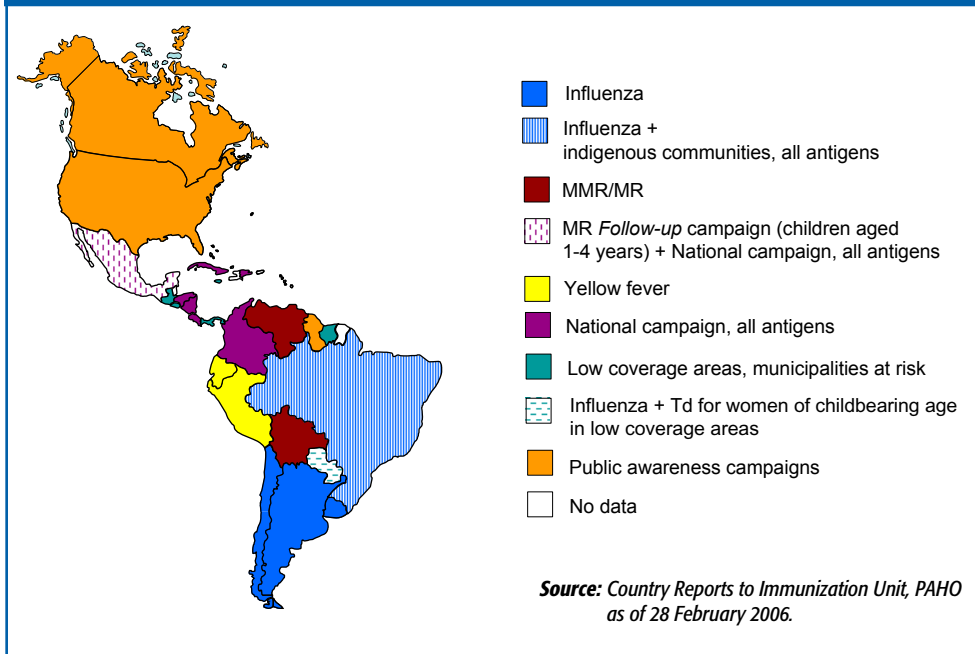 Influenza
Influenza +
indigenous communities, all antigens
MMR/MR
MR Follow-up campaign (children aged
1-4 years) + National campaign, all antigens
Yellow fever
National campaign, all antigens
Low coverage areas, municipalities at risk
Influenza + Td for women of childbearing age
in low coverage areas
Public awareness campaigns
No data
Source: Country Reports to Immunization Unit, PAHO
as of 28 February 2006.